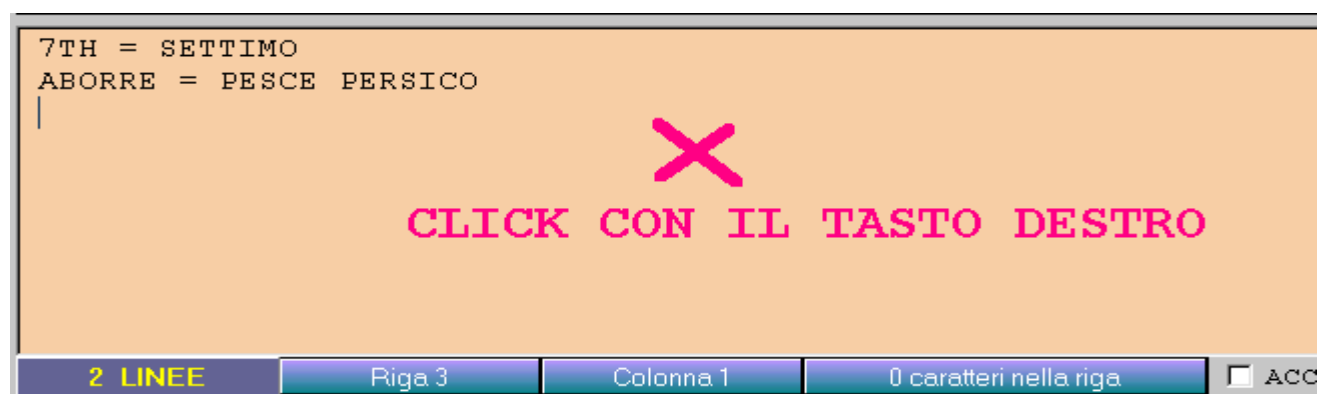 7TH = SETTIMO
ABORRE = PESCE PERSICO
CLICK CON IL TASTO DESTRO
2 LINEE Riga 3 Colonna 1 0 caratteri nella riga ACC